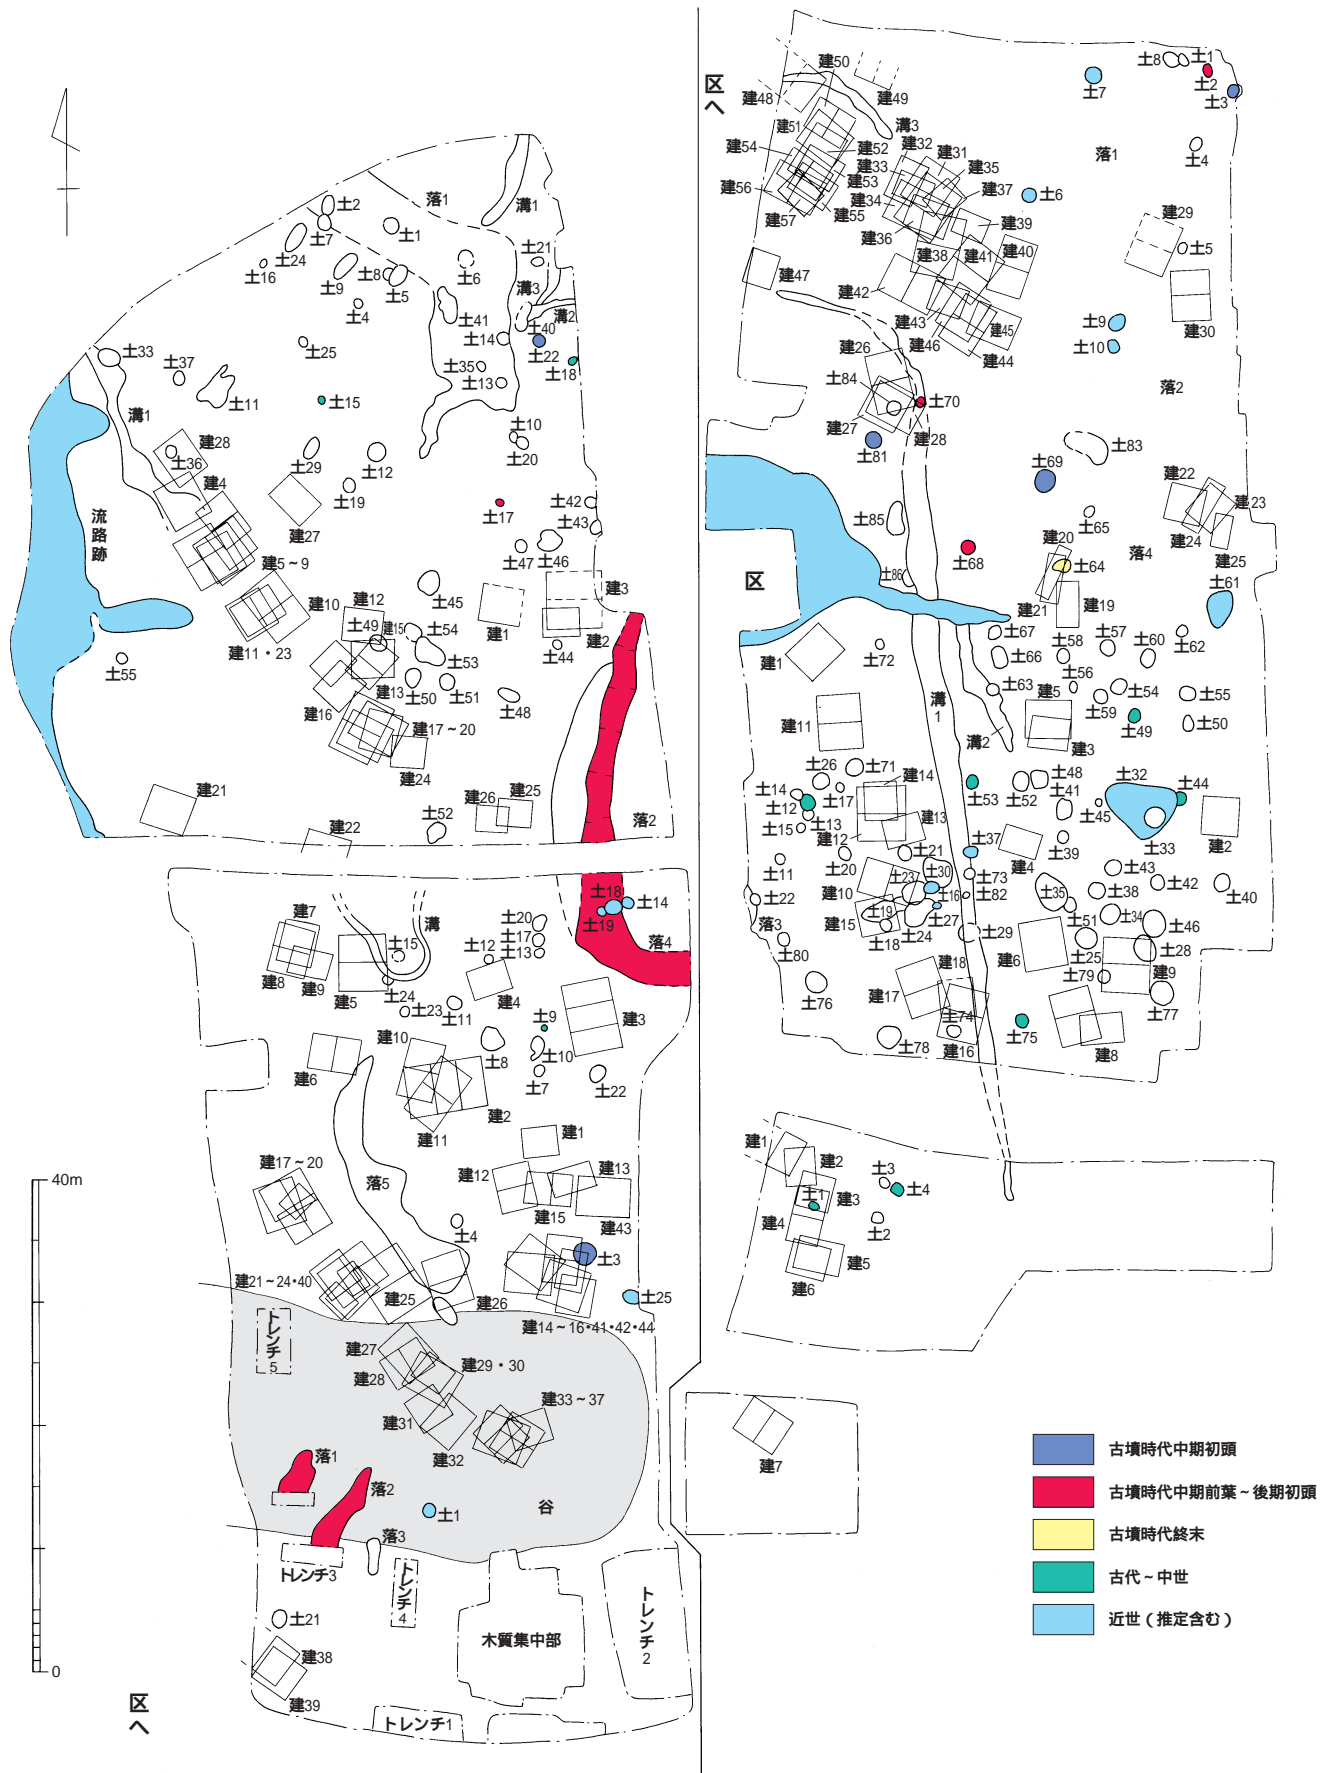 落1
溝1
土2
土7
土1
土24
土16
土9
土8
土5
土6
土21
溝3
溝2
土4
土41
土40
土14
土22
土18
土33
土37
土25
土35
土13
土11
土15
溝1
土10
土20
建28
土36
土29
土12
建4
土19
建27
土17
土42
土43
流路跡
土47
土46
建5~9
建10
建12
土45
建3
土49
建15
土54
建1
建2
建11・23
土53
土44
土55
建13
土50
土51
土48
建16
建17~20
建24
建21
建26
建25
建22
土52
落2
建7
溝
土18
土14
土20
土19
土15
土12
土17
土13
落4
建8
建9
建5
土24
土23
土11
建4
建3
建10
土9
土8
土10
建6
土7
土22
建2
建11
建1
建17~20
建12
建13
落5
建15
建43
土4
土3
建21~24・40
建25
建26
土25
建14~16・41・42・44
トレンチ5
建27
建28
建29・30
建31
建33~37
建32
落1
落2
土1
谷
落3
トレンチ3
トレンチ4
土21
木質集中部
トレンチ2
建38
建39
トレンチ1
区へ
40m
0
区へ
建50
建48
建49
土8
土1
土7
土2
土3
建51
溝3
建54
建52
建32
建31
落1
土4
建33
建35
建56
建53
建34
建37
土6
建57
建55
建36
建39
建29
建38
建41
建40
土5
建47
建42
建43
建45
土9
建30
建46
建44
土10
建26
土84
土70
落2
建27
建28
土81
土83
土69
建22
建23
土85
土65
建20
落4
建24
建25
土68
土64
土86
土61
区
建21
建19
土67
土58
土57
土60
土62
建1
土72
土66
土56
溝1
土63
建5
土54
土55
土59
建11
溝2
土49
土50
建3
土26
土71
建14
土48
土32
土44
土14
土12
土17
土53
土52
土41
土45
土15
土13
建12
建13
土37
土33
建2
土39
土11
土20
土21
建4
土43
土23
土30
土73
土22
建10
土16
土82
土35
土38
土42
土40
落3
建15
土19
土27
土51
土34
土46
土18
土24
土29
土28
土80
建18
建6
土25
建9
土79
土76
建17
土74
土77
土78
建16
土75
建8
建1
建2
土3
土1
建3
土4
建4
土2
建5
建6
建7
古墳時代中期初頭
古墳時代中期前葉~後期初頭
古墳時代終末
古代~中世
近世(推定含む)